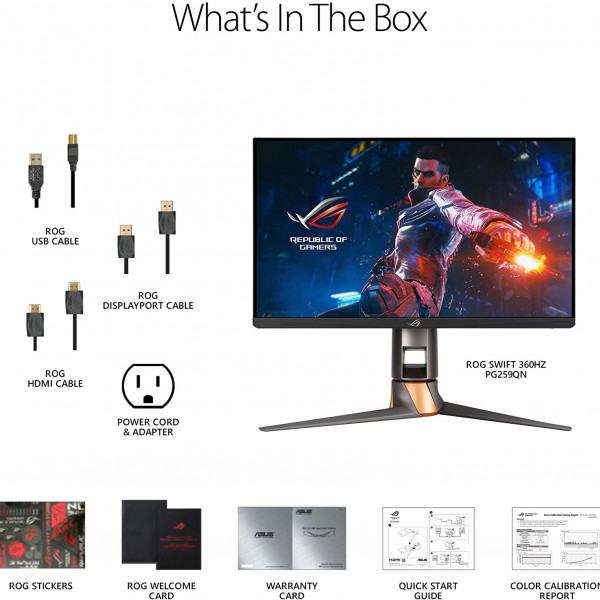 What's In The Box
ROG
USB CABLE
ROG
DISPLAYPORT CABLE
ROG
HDMI CABLE
POWER CORD
& ADAPTER
REPUBLIC OF
GAMERS
ROG SWIFT 360HZ
PG259QN
ASUS
ROG STICKERS
ROG WELCOME
CARD
WARRANTY
CARD
QUICK START
GUIDE
COLOR CALIBRATION
REPORT